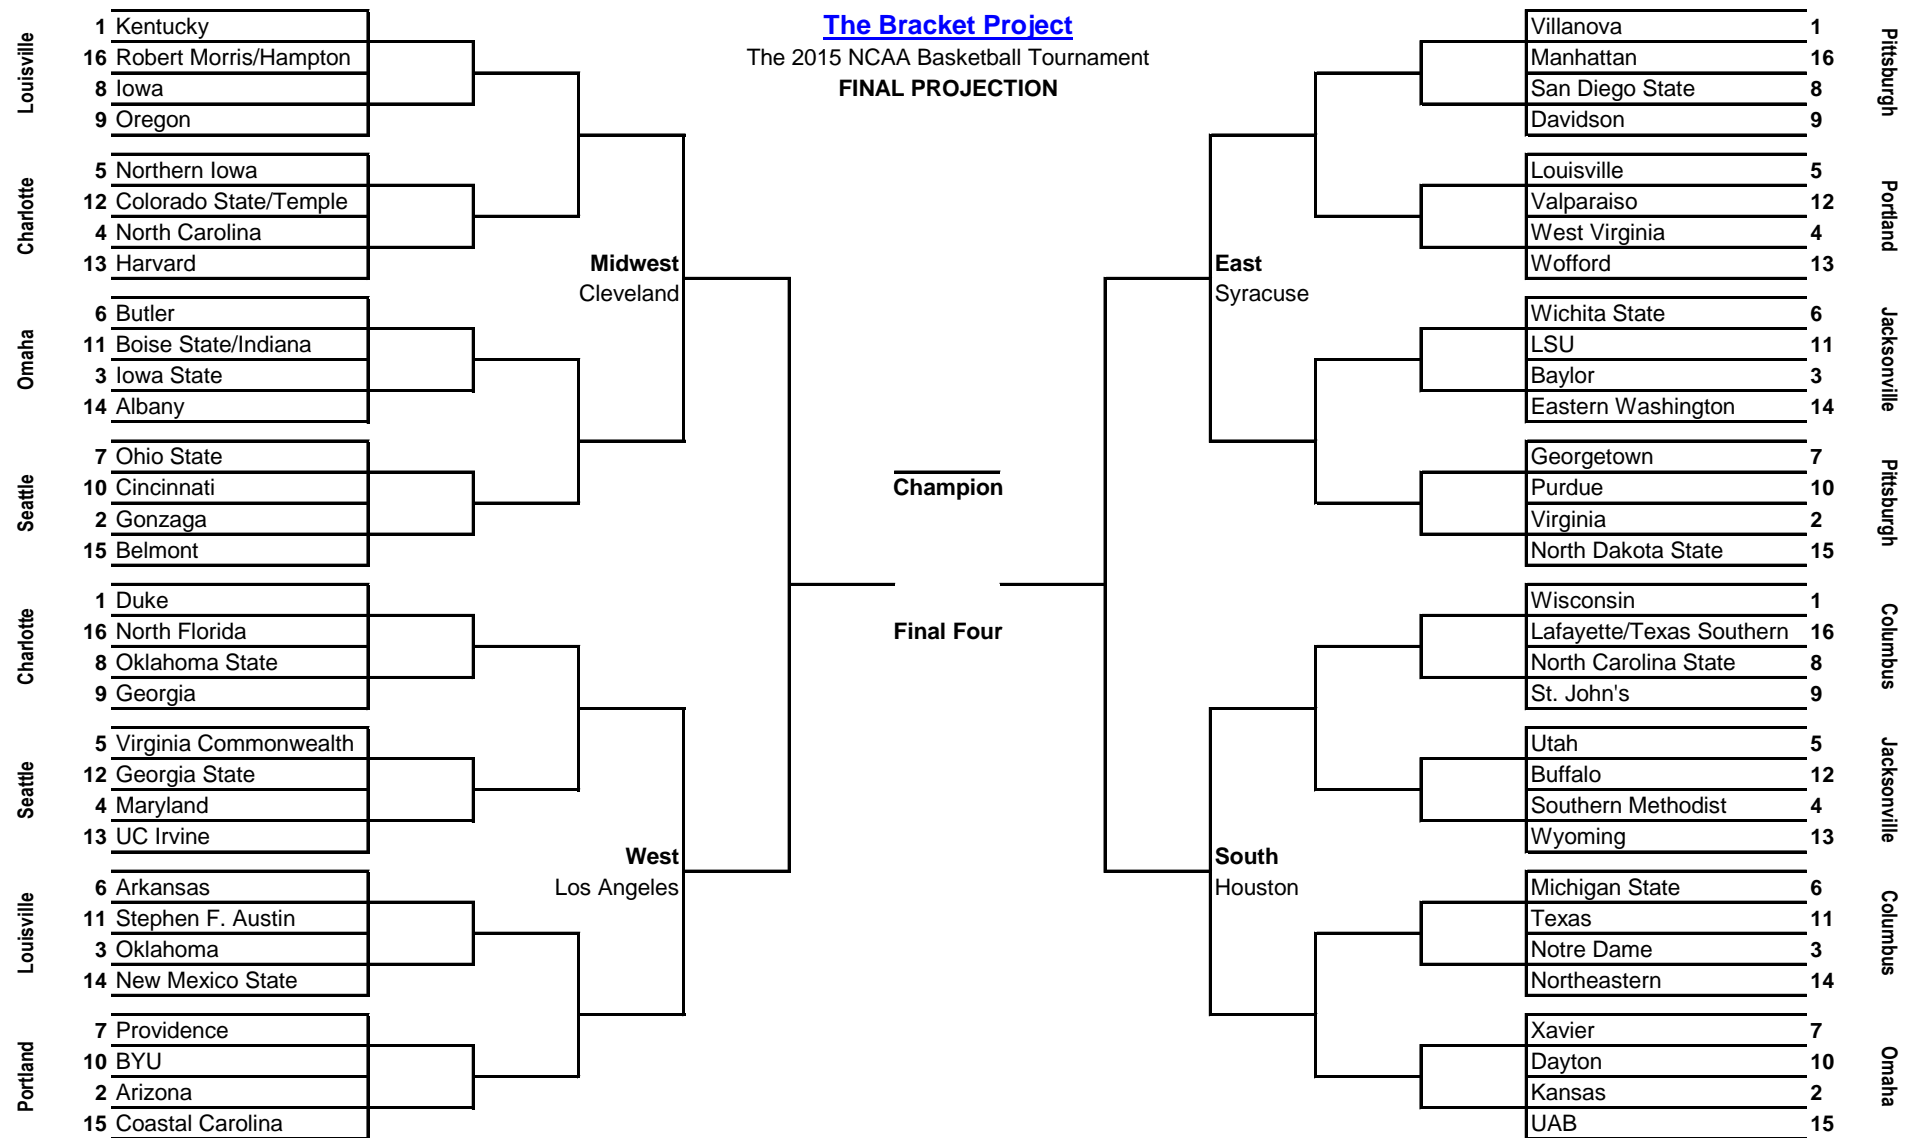 The Bracket Project
The 2015 NCAA Basketball Tournament
FINAL PROJECTION
Louisville
1 Kentucky
16 Robert Morris/Hampton
8 Iowa
9 Oregon
Charlotte
5 Northern Iowa
12 Colorado State/Temple
4 North Carolina
13 Harvard
Midwest
Cleveland
Omaha
6 Butler
11 Boise State/Indiana
3 Iowa State
14 Albany
Seattle
7 Ohio State
10 Cincinnati
2 Gonzaga
15 Belmont
Charlotte
1 Duke
16 North Florida
8 Oklahoma State
9 Georgia
Seattle
5 Virginia Commonwealth
12 Georgia State
4 Maryland
13 UC Irvine
West
Los Angeles
Louisville
6 Arkansas
11 Stephen F. Austin
3 Oklahoma
14 New Mexico State
Portland
7 Providence
10 BYU
2 Arizona
15 Coastal Carolina
Champion
Final Four
Villanova 1
Manhattan 16
San Diego State 8
Davidson 9
Pittsburgh
Louisville 5
Valparaiso 12
West Virginia 4
Wofford 13
Portland
East
Syracuse
Wichita State 6
LSU 11
Baylor 3
Eastern Washington 14
Jacksonville
Georgetown 7
Purdue 10
Virginia 2
North Dakota State 15
Pittsburgh
Wisconsin 1
Lafayette/Texas Southern 16
North Carolina State 8
St. John's 9
Columbus
Utah 5
Buffalo 12
Southern Methodist 4
Wyoming 13
Jacksonville
South
Houston
Michigan State 6
Texas 11
Notre Dame 3
Northeastern 14
Columbus
Xavier 7
Dayton 10
Kansas 2
UAB 15
Omaha